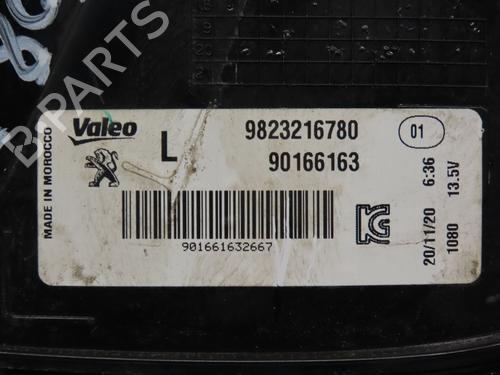 B-PARTS
MADE IN MOROCCO
Valeo
L
9823216780
90166163
01
901661632667
20/11/20 6:36
1080 13.5V